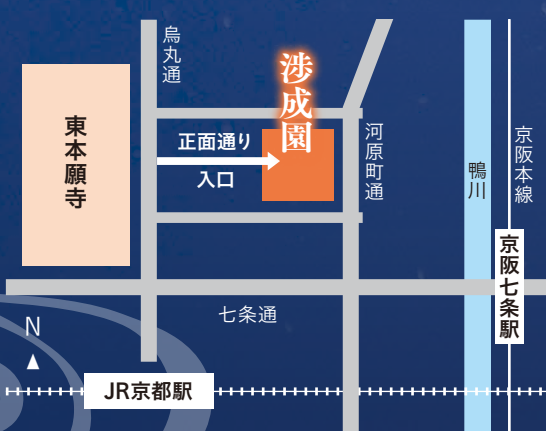 烏丸通
渉成園
東本願寺
正面通り
入口
河原町通
鴨川
京阪本線
京阪七条駅
七条通
N
JR京都駅